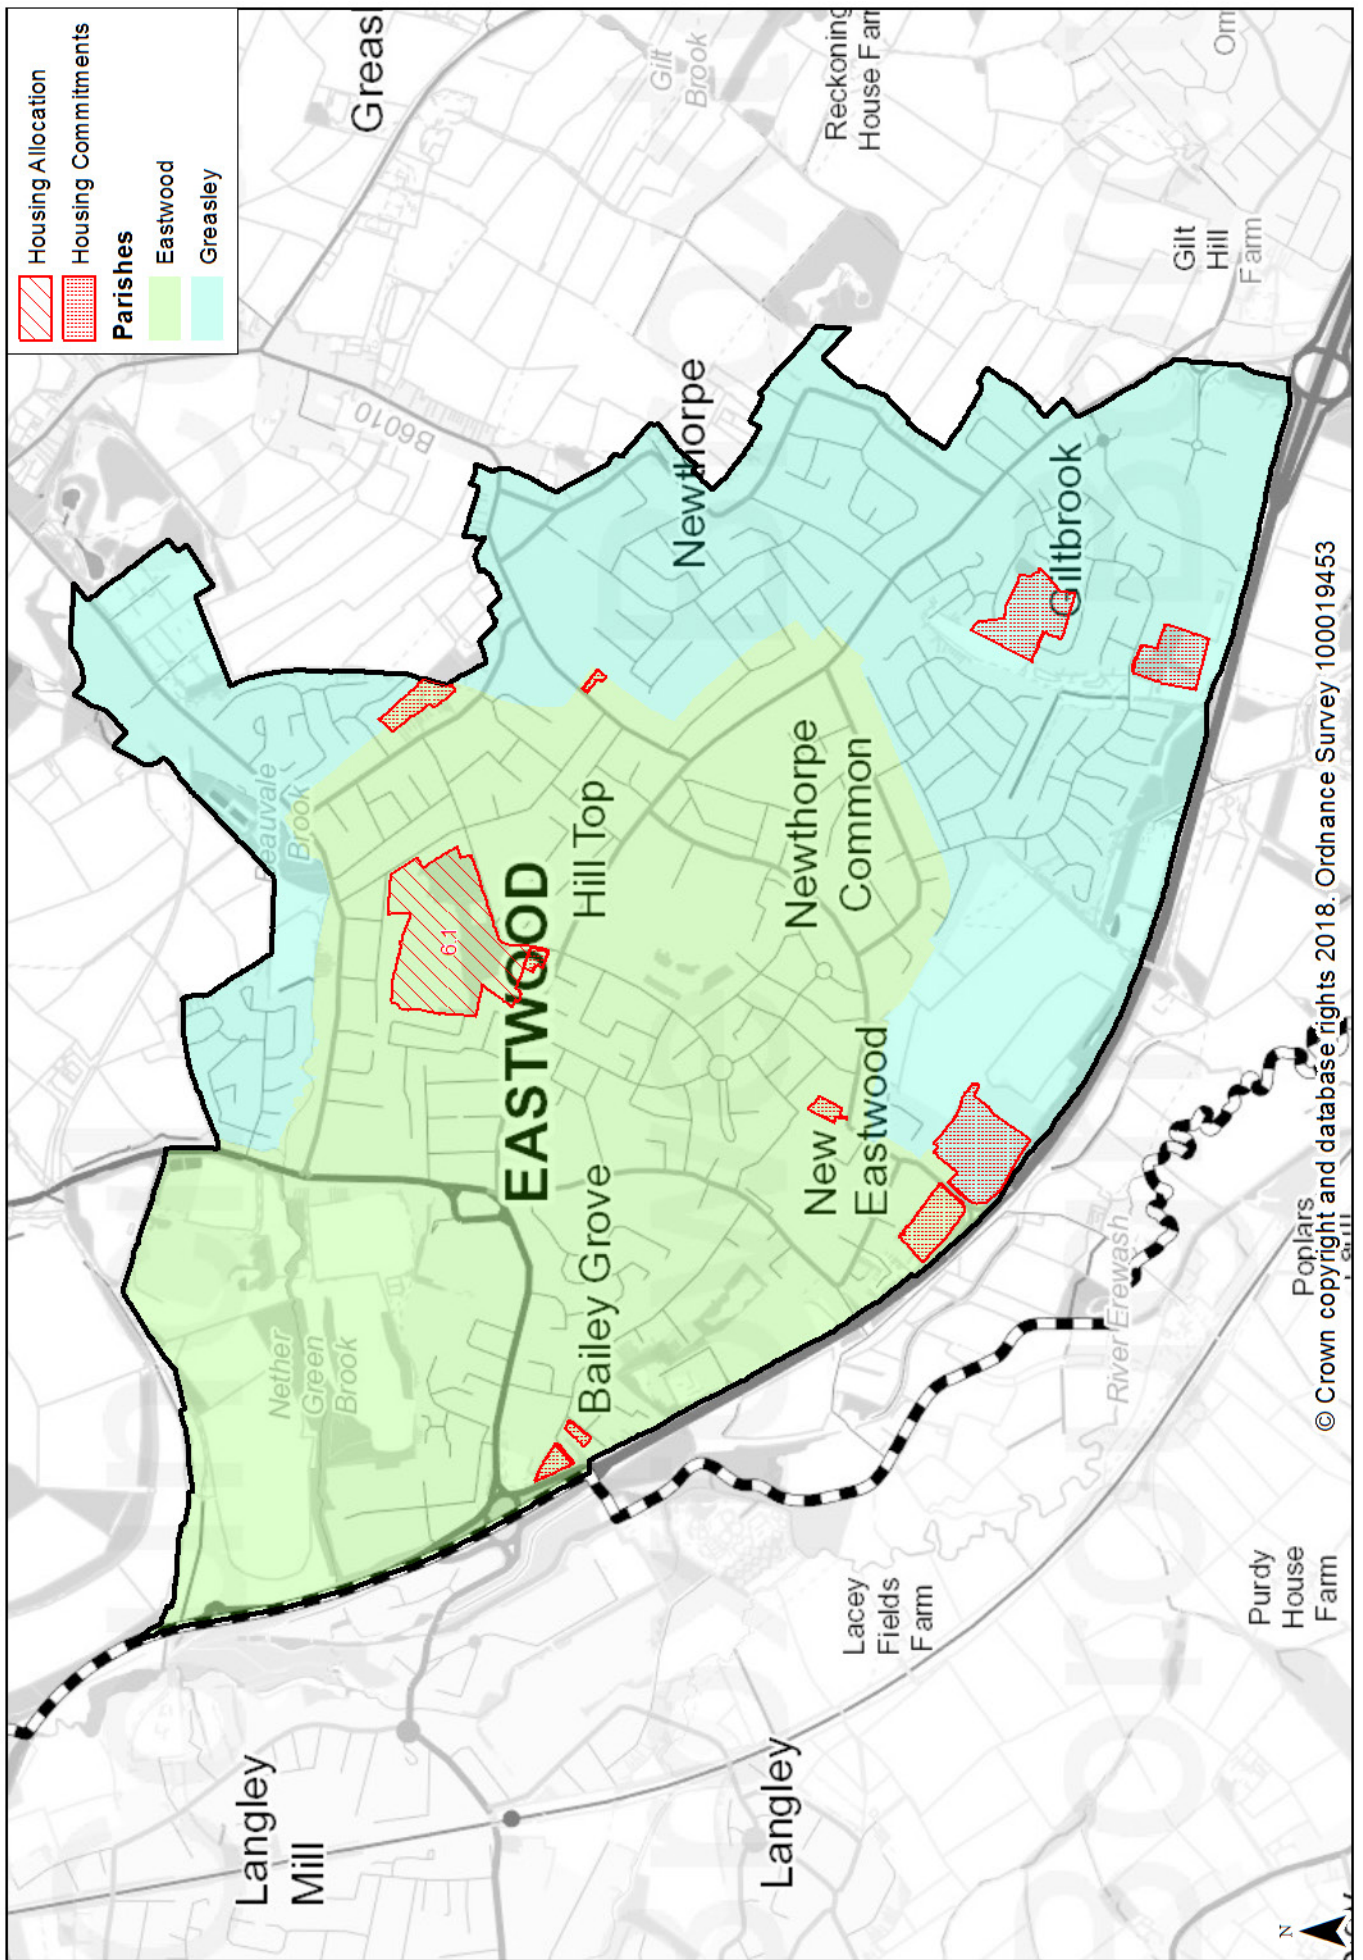 Housing Allocation
Housing Commitments
Parishes
Eastwood
Greasley
Greasl
B6010
Gilt
Brook
Reckoning
House Farm
Beauvale
Brook
Nether
Green
Brook
Langley
Mill
6.1
EASTWOOD
Hill Top
Bailey Grove
Newthorpe
Newthorpe
Common
New
Eastwood
Langley
Lacey
Fields
Farm
Giltbrook
Gilt
Hill
Farm
River Erewash
Purdy
House
Farm
Poplars
N
© Crown copyright and database rights 2018. Ordnance Survey 100019453